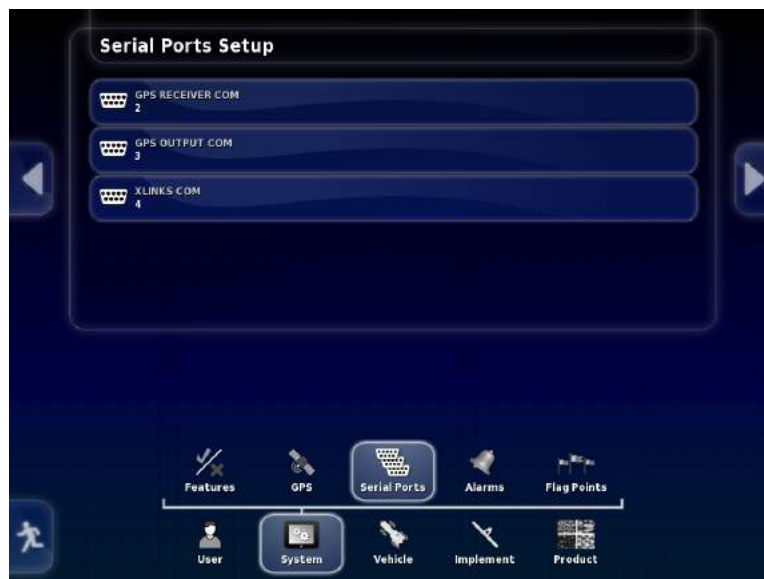 Serial Ports Setup
GPS RECEIVER COM
2
GPS OUTPUT COM
3
XLINKS COM
4
Features GPS Serial Ports Alarms Flag Points
User System Vehicle Implement Product